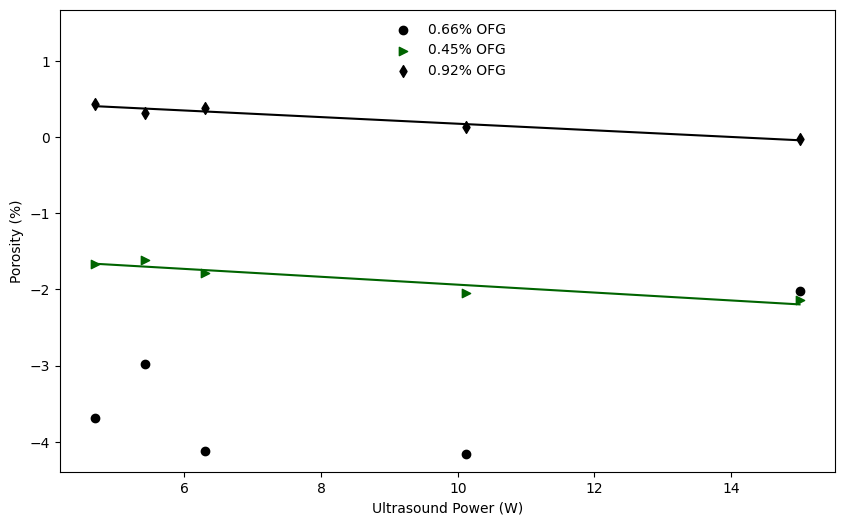 0.66% OFG
0.45% OFG
0.92% OFG
1
0
−1
−2
−3
−4
Porosity (%)
6 8 10 12 14
Ultrasound Power (W)